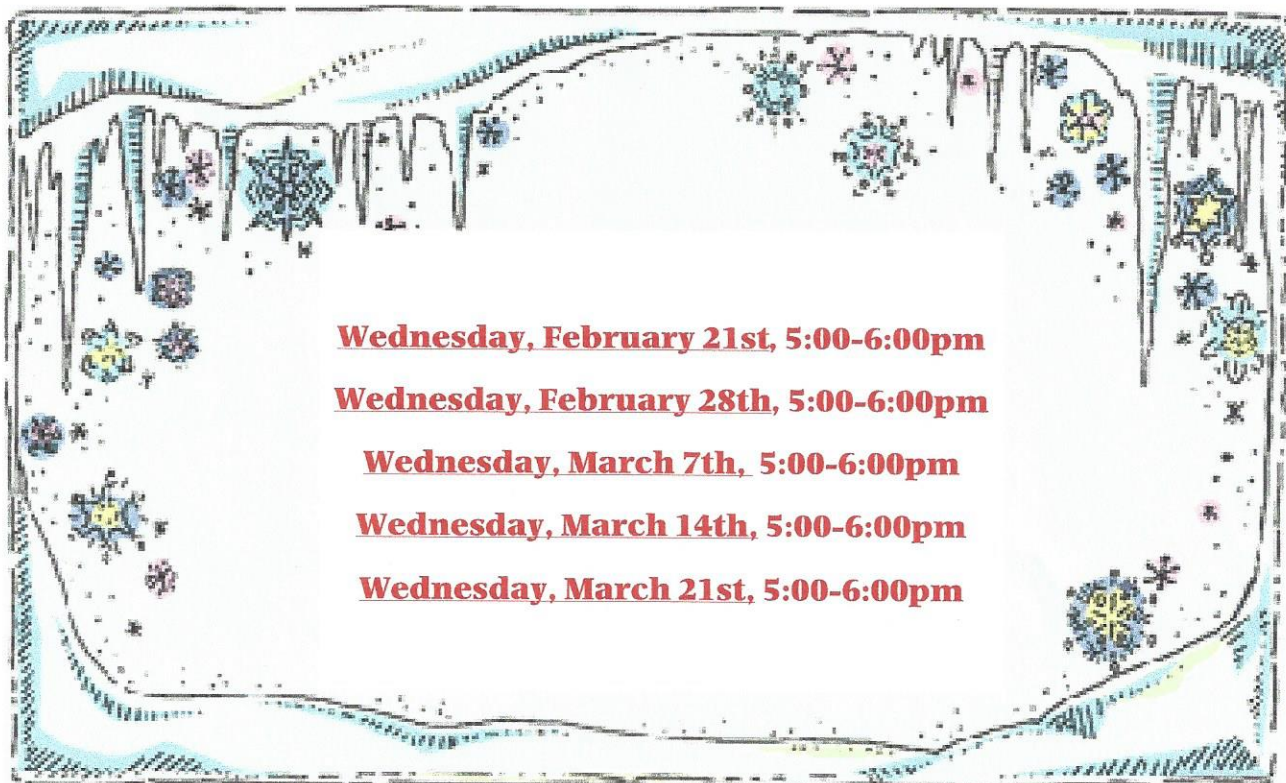 Wednesday, February 21st, 5:00-6:00pm
Wednesday, February 28th, 5:00-6:00pm
Wednesday, March 7th, 5:00-6:00pm
Wednesday, March 14th, 5:00-6:00pm
Wednesday, March 21st, 5:00-6:00pm